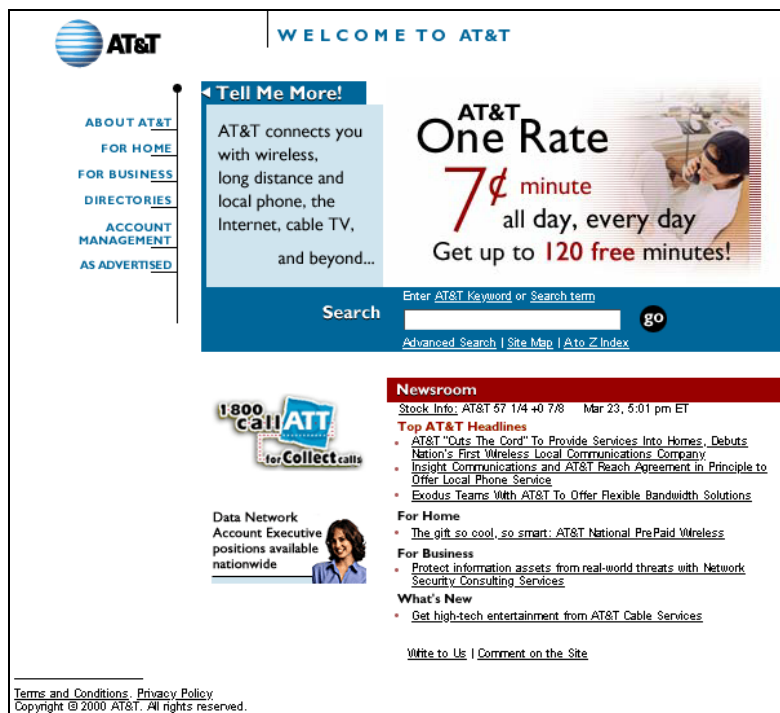 AT&T
WELCOME TO AT&T
ABOUT AT&T
FOR HOME
FOR BUSINESS
DIRECTORIES
ACCOUNT
MANAGEMENT
AS ADVERTISED
Tell Me More!
AT&T connects you
with wireless,
long distance and
local phone, the
Internet, cable TV,
and beyond...
AT&T
One Rate
7¢ minute
all day, every day
Get up to 120 free minutes!
Search
Enter AT&T Keyword or Search term
go
Advanced Search | Site Map | A to Z Index
1 800
call ATT
for Collect calls
Data Network
Account Executive
positions available
nationwide
Newsroom
Stock Info: AT&T 57 1/4 +0 7/8 Mar 23, 5:01 pm ET
Top AT&T Headlines
AT&T "Cuts The Cord" To Provide Services Into Homes, Debuts
Nation's First Wireless Local Communications Company
Insight Communications and AT&T Reach Agreement in Principle to
Offer Local Phone Service
Exodus Teams With AT&T To Offer Flexible Bandwidth Solutions
For Home
The gift so cool, so smart: AT&T National PrePaid Wireless
For Business
Protect information assets from real-world threats with Network
Security Consulting Services
What's New
Get high-tech entertainment from AT&T Cable Services
Write to Us | Comment on the Site
Terms and Conditions. Privacy Policy
Copyright © 2000 AT&T. All rights reserved.